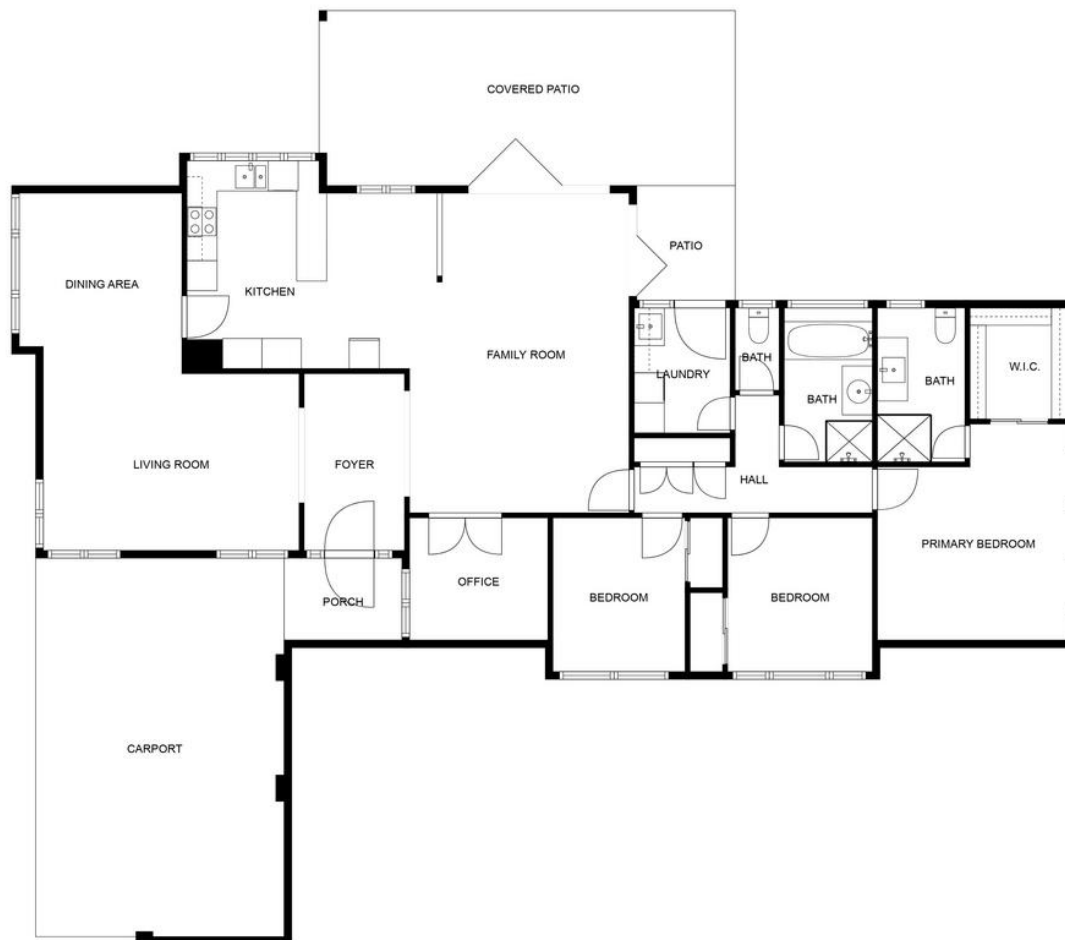 COVERED PATIO
PATIO
DINING AREA
KITCHEN
FAMILY ROOM
BATH
LAUNDRY
W.I.C.
BATH
BATH
LIVING ROOM
FOYER
HALL
PRIMARY BEDROOM
OFFICE
BEDROOM
BEDROOM
PORCH
CARPORT